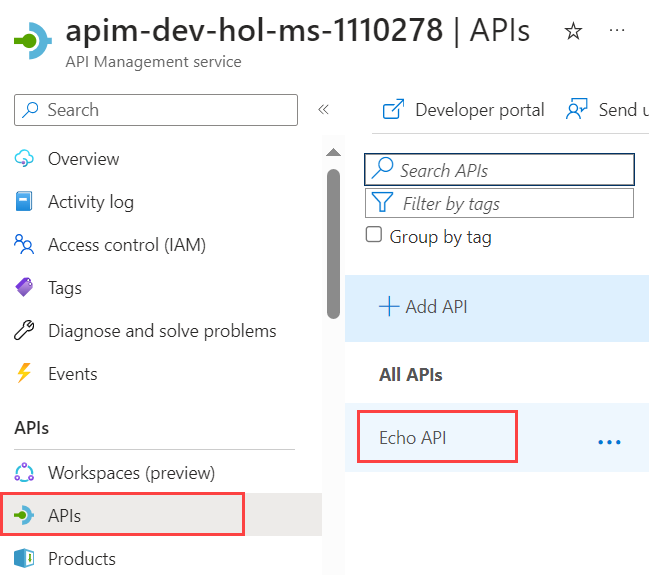 apim-dev-hol-ms-1110278 | APIs
API Management service
Search
Overview
Activity log
Access control (IAM)
Tags
Diagnose and solve problems
Events
APIs
Workspaces (preview)
APIs
Products
Developer portal
Send u
Search APIs
Filter by tags
Group by tag
Add API
All APIs
Echo API